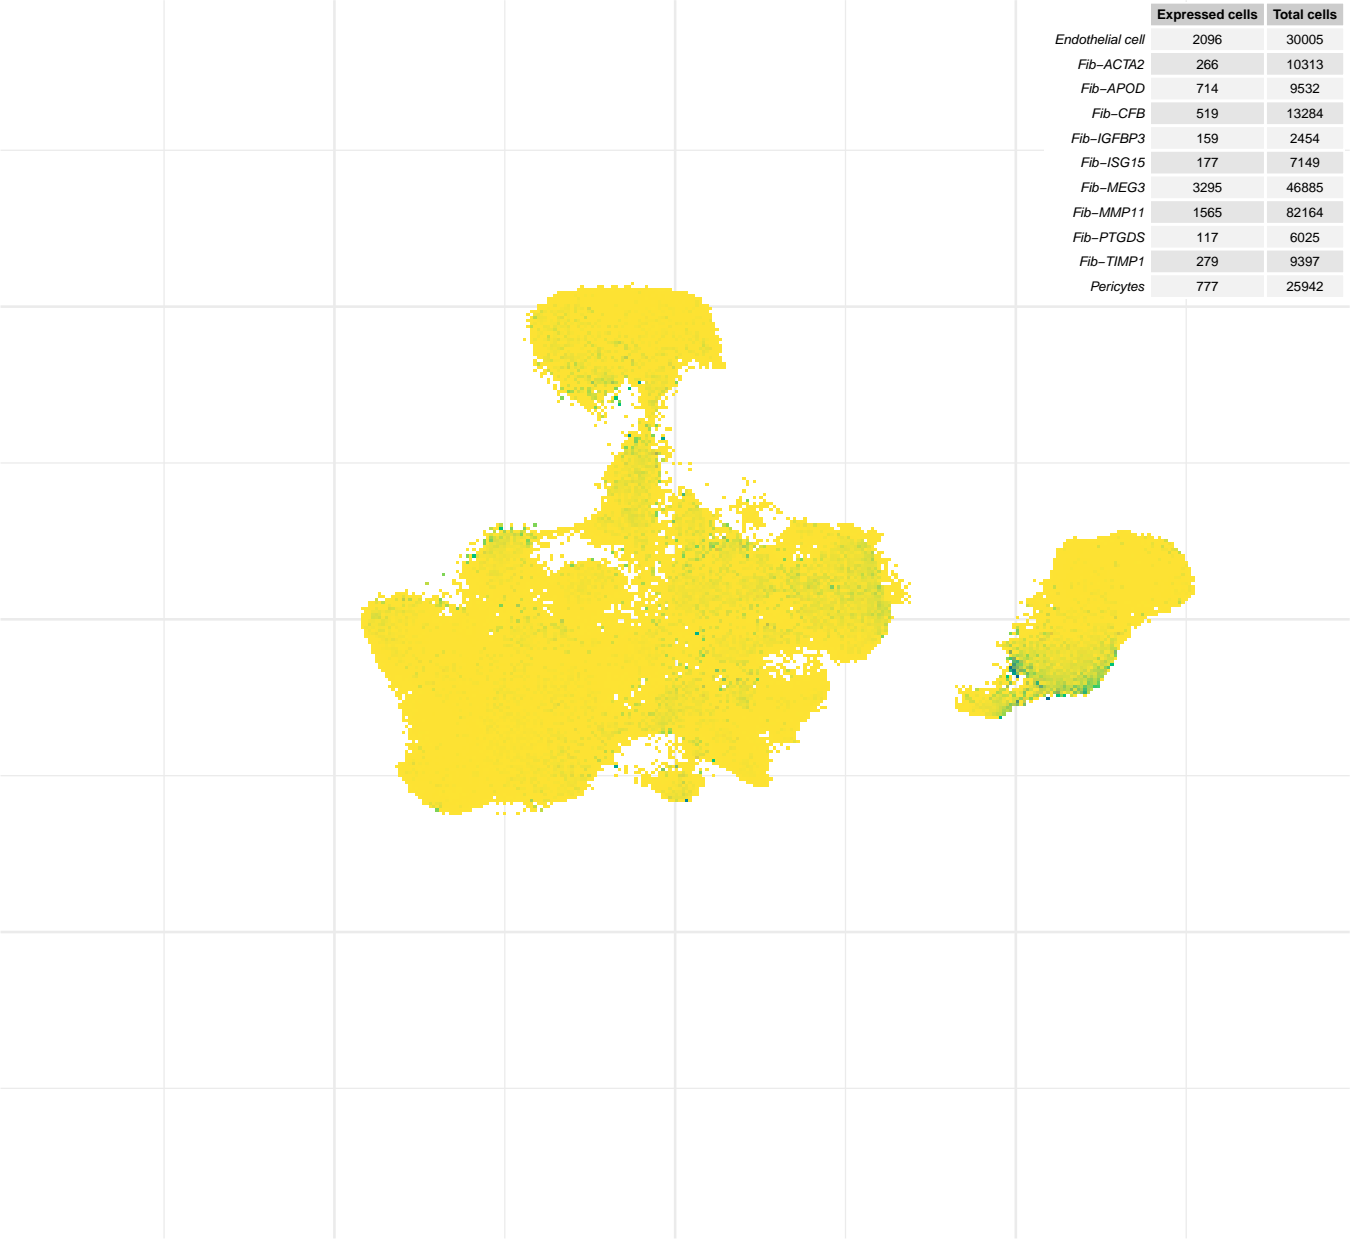 Expressed cells Total cells
Endothelial cell 2096 30005
Fib−ACTA2 266 10313
Fib−APOD 714 9532
Fib−CFB 519 13284
Fib−IGFBP3 159 2454
Fib−ISG15 177 7149
Fib−MEG3 3295 46885
Fib−MMP11 1565 82164
Fib−PTGDS 117 6025
Fib−TIMP1 279 9397
Pericytes 777 25942